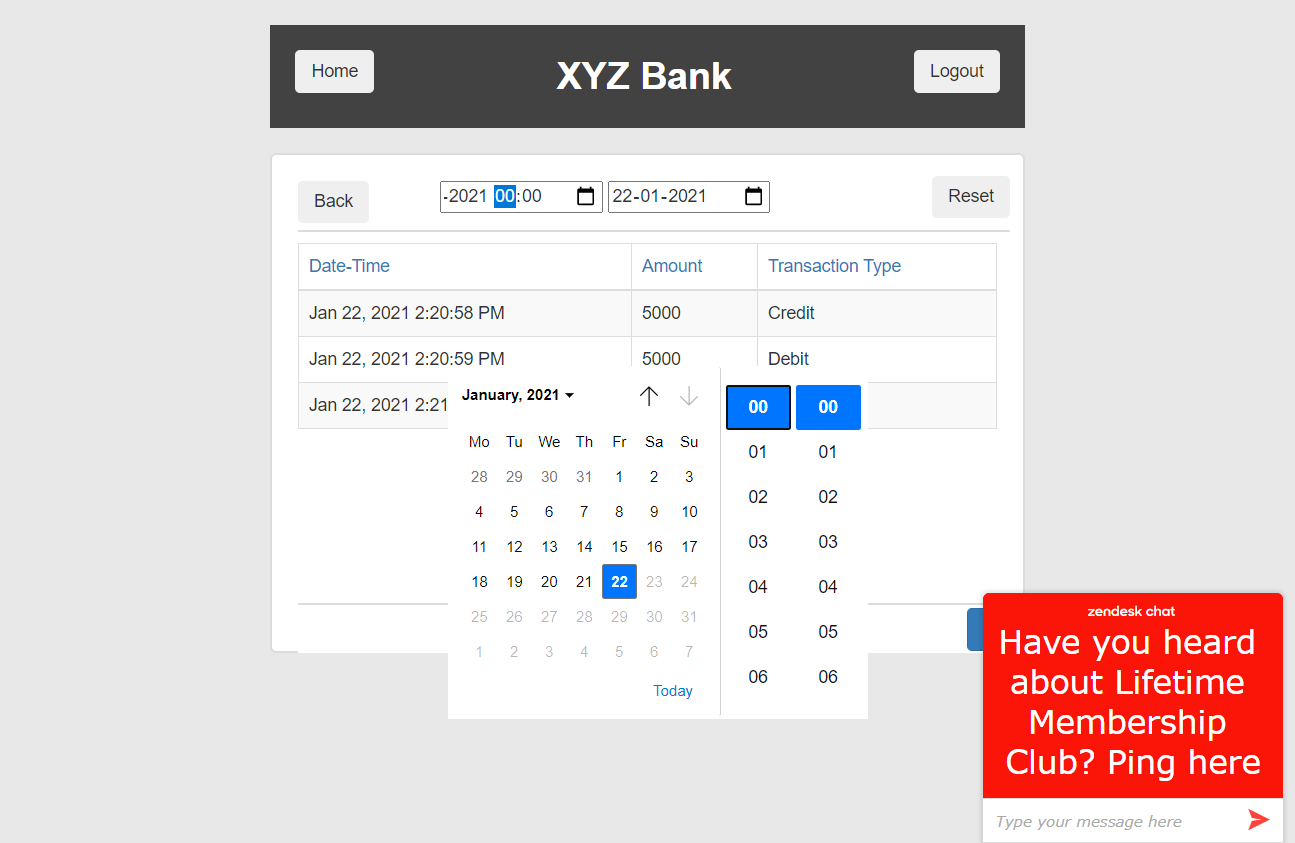 Home XYZ Bank Logout
Back -2021 00:00 22-01-2021 Reset
Date-Time Amount Transaction Type
Jan 22, 2021 2:20:58 PM 5000 Credit
Jan 22, 2021 2:20:59 PM 5000 Debit
Jan 22, 2021 2:21
January, 2021
Mo Tu We Th Fr Sa Su
28 29 30 31 1 2 3
4 5 6 7 8 9 10
11 12 13 14 15 16 17
18 19 20 21 22 23 24
25 26 27 28 29 30 31
1 2 3 4 5 6 7
Today
00 00
01 01
02 02
03 03
04 04
05 05
06 06
zendesk chat
Have you heard
about Lifetime
Membership
Club? Ping here
Type your message here